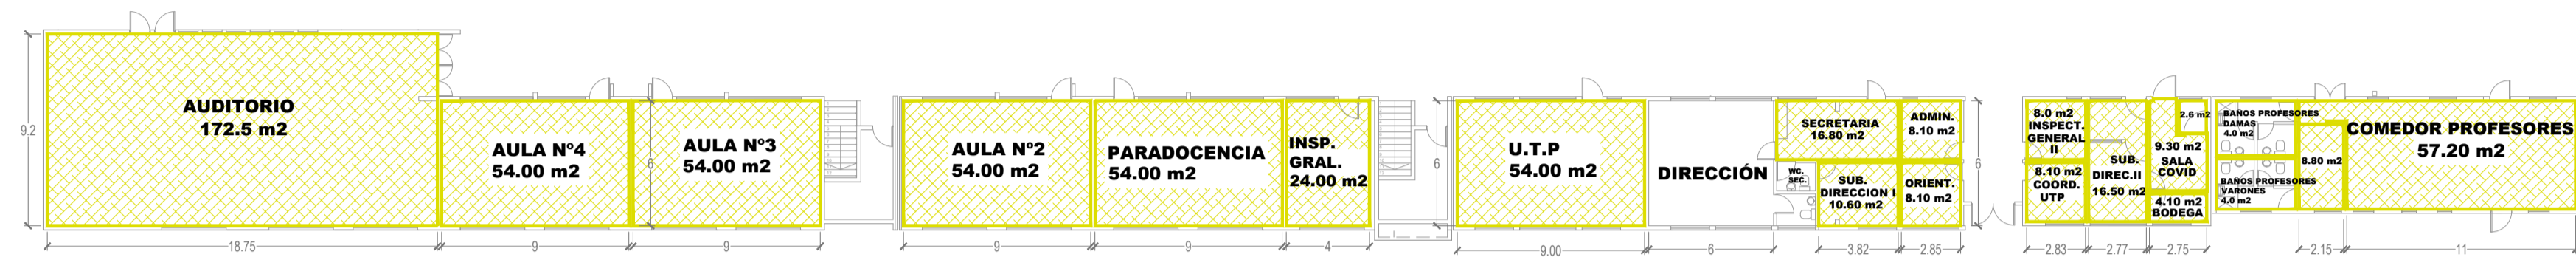 AUDITORIO
172.5 m2
9.2
18.75
AULA Nº4
54.00 m2
9
AULA Nº3
54.00 m2
6
9
AULA Nº2
54.00 m2
9
PARADOCENCIA
54.00 m2
9
INSP.
GRAL.
24.00 m2
4
6
U.T.P
54.00 m2
9.00
DIRECCIÓN
6
SECRETARIA
16.80 m2
WC.
SEC.
SUB.
DIRECCION I
10.60 m2
3.82
ADMIN.
8.10 m2
ORIENT.
8.10 m2
2.85
6
8.0 m2
INSPECT.
GENERAL
II
8.10 m2
COORD.
UTP
2.83
SUB.
DIREC.II
16.50 m2
2.77
2.6 m2
9.30 m2
SALA
COVID
4.10 m2
BODEGA
2.75
BAÑOS PROFESORES
DAMAS
4.0 m2
BAÑOS PROFESORES
VARONES
4.0 m2
8.80 m2
2.15
COMEDOR PROFESORES
57.20 m2
11